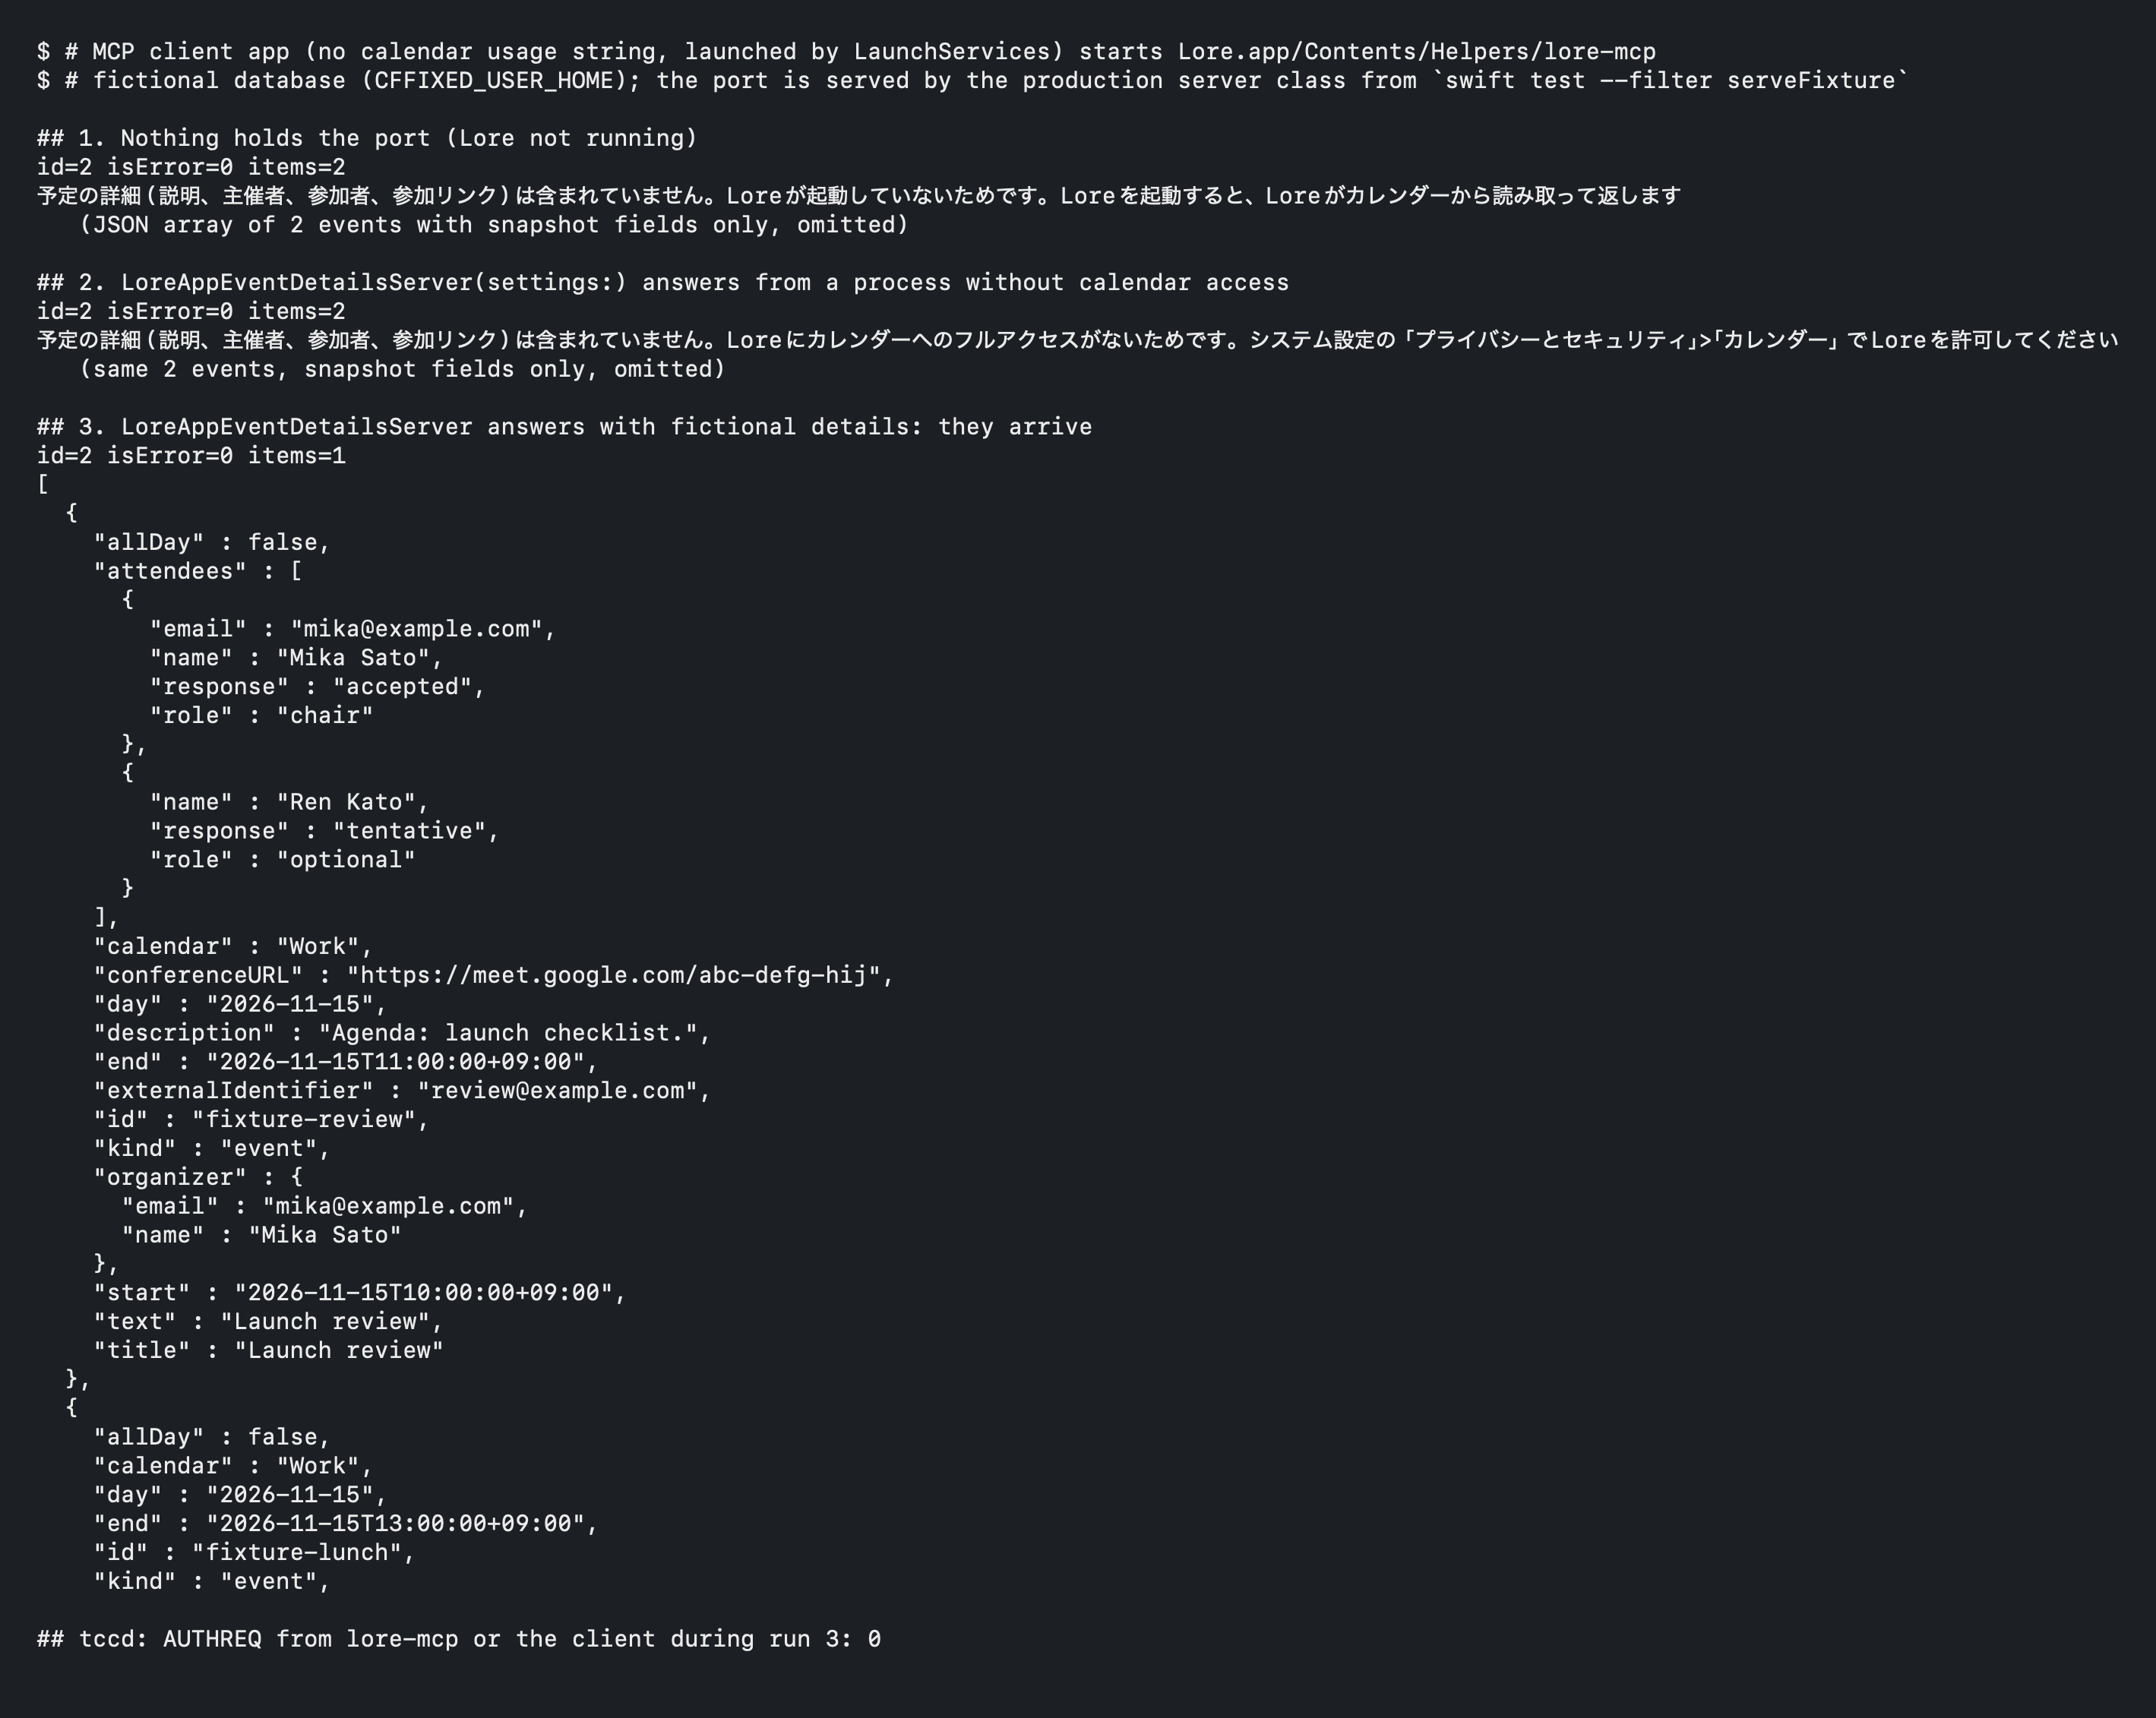 $ # MCP client app (no calendar usage string, launched by LaunchServices) starts Lore.app/Contents/Helpers/lore-mcp
$ # fictional database (CFFIXED_USER_HOME); the port is served by the production server class from `swift test --filter serveFixture`
## 1. Nothing holds the port (Lore not running)
id=2 isError=0 items=2
予定の詳細(説明、主催者、参加者、参加リンク)は含まれていません。Loreが起動していないためです。Loreを起動すると、Loreがカレンダーから読み取って返します
(JSON array of 2 events with snapshot fields only, omitted)
## 2. LoreAppEventDetailsServer(settings:) answers from a process without calendar access
id=2 isError=0 items=2
予定の詳細(説明、主催者、参加者、参加リンク)は含まれていません。Loreにカレンダーへのフルアクセスがないためです。システム設定の「プライバシーとセキュリティ」>「カレンダー」でLoreを許可してください
(same 2 events, snapshot fields only, omitted)
## 3. LoreAppEventDetailsServer answers with fictional details: they arrive
id=2 isError=0 items=1
[
  {
    "allDay" : false,
    "attendees" : [
      {
        "email" : "mika@example.com",
        "name" : "Mika Sato",
        "response" : "accepted",
        "role" : "chair"
      },
      {
        "name" : "Ren Kato",
        "response" : "tentative",
        "role" : "optional"
      }
    ],
    "calendar" : "Work",
    "conferenceURL" : "https://meet.google.com/abc-defg-hij",
    "day" : "2026-11-15",
    "description" : "Agenda: launch checklist.",
    "end" : "2026-11-15T11:00:00+09:00",
    "externalIdentifier" : "review@example.com",
    "id" : "fixture-review",
    "kind" : "event",
    "organizer" : {
      "email" : "mika@example.com",
      "name" : "Mika Sato"
    },
    "start" : "2026-11-15T10:00:00+09:00",
    "text" : "Launch review",
    "title" : "Launch review"
  },
  {
    "allDay" : false,
    "calendar" : "Work",
    "day" : "2026-11-15",
    "end" : "2026-11-15T13:00:00+09:00",
    "id" : "fixture-lunch",
    "kind" : "event",
## tccd: AUTHREQ from lore-mcp or the client during run 3: 0